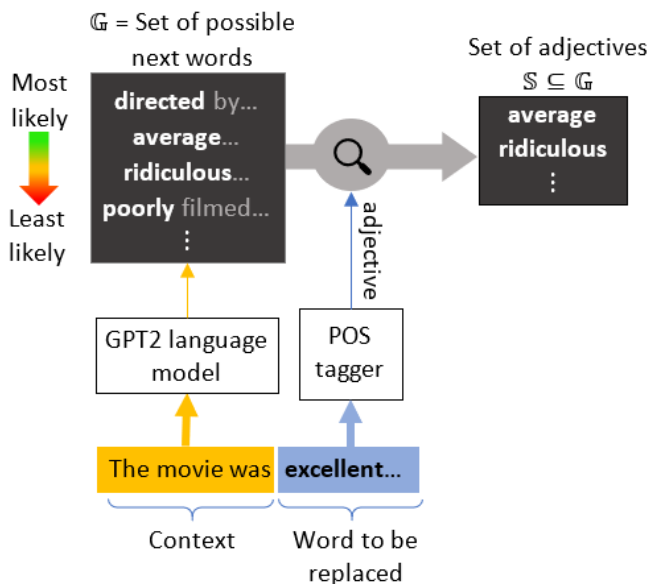 𝔾 = Set of possible
next words
Most
likely
Least
likely
directed by...
average...
ridiculous...
poorly filmed...
⋮
Set of adjectives
𝕊 ⊆ 𝔾
average
ridiculous
⋮
adjective
GPT2 language
model
POS
tagger
The movie was
excellent...
Context
Word to be
replaced